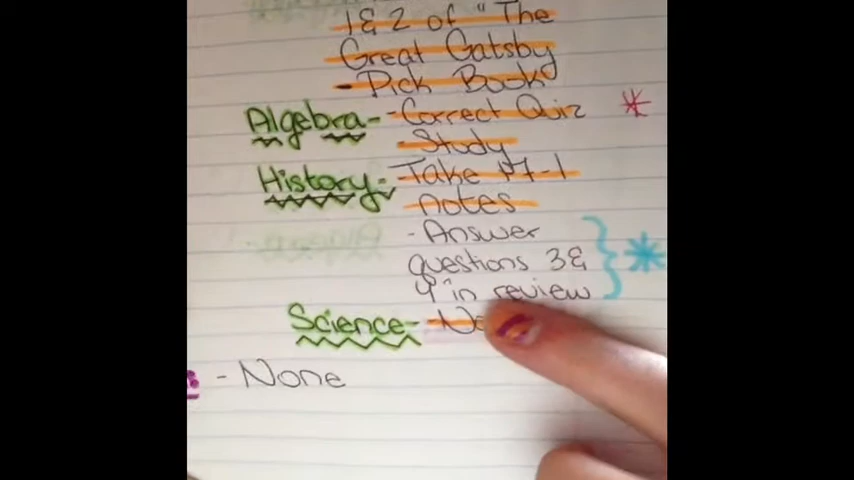 1 & 2 of "The
Great Gatsby
- Pick Book
Algebra- -Correct Quiz *
- Study
History- -Take §7-1
notes
- Answer
questions 3 &
4 in review
Science-
- None